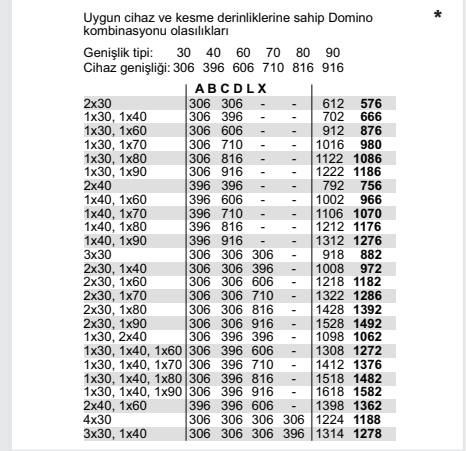 Uygun cihaz ve kesme derinliklerine sahip Domino *
kombinasyonu olasılıkları
Genişlik tipi: 30 40 60 70 80 90
Cihaz genişliği: 306 396 606 710 816 916
A B C D L X
2x30 306 306 - - 612 576
1x30, 1x40 306 396 - - 702 666
1x30, 1x60 306 606 - - 912 876
1x30, 1x70 306 710 - - 1016 980
1x30, 1x80 306 816 - - 1122 1086
1x30, 1x90 306 916 - - 1222 1186
2x40 396 396 - - 792 756
1x40, 1x60 396 606 - - 1002 966
1x40, 1x70 396 710 - - 1106 1070
1x40, 1x80 396 816 - - 1212 1176
1x40, 1x90 396 916 - - 1312 1276
3x30 306 306 306 - 918 882
2x30, 1x40 306 306 396 - 1008 972
2x30, 1x60 306 306 606 - 1218 1182
2x30, 1x70 306 306 710 - 1322 1286
2x30, 1x80 306 306 816 - 1428 1392
2x30, 1x90 306 306 916 - 1528 1492
1x30, 2x40 306 396 396 - 1098 1062
1x30, 1x40, 1x60 306 396 606 - 1308 1272
1x30, 1x40, 1x70 306 396 710 - 1412 1376
1x30, 1x40, 1x80 306 396 816 - 1518 1482
1x30, 1x40, 1x90 306 396 916 - 1618 1582
2x40, 1x60 396 396 606 - 1398 1362
4x30 306 306 306 306 1224 1188
3x30, 1x40 306 306 306 396 1314 1278